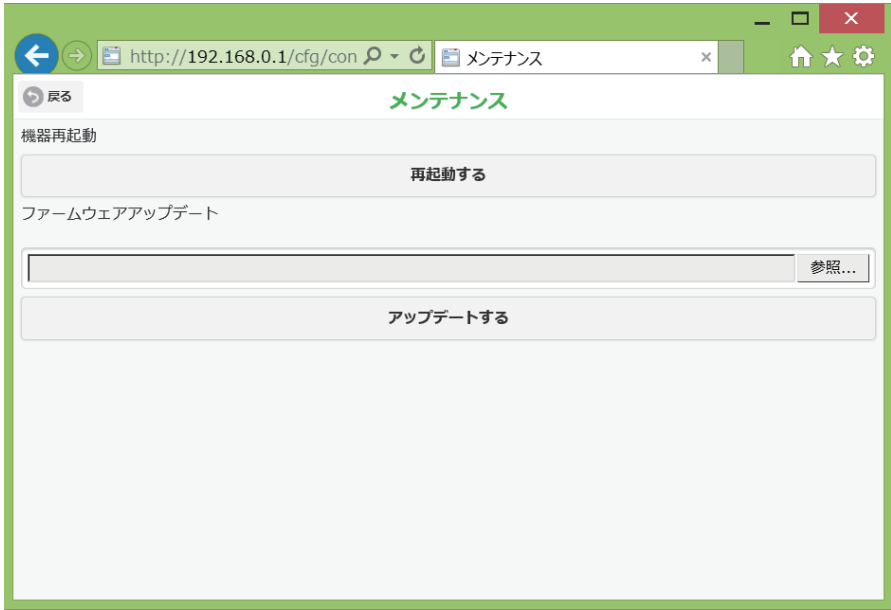 http://192.168.0.1/cfg/con
メンテナンス
戻る
メンテナンス
機器再起動
再起動する
ファームウェアアップデート
参照...
アップデートする